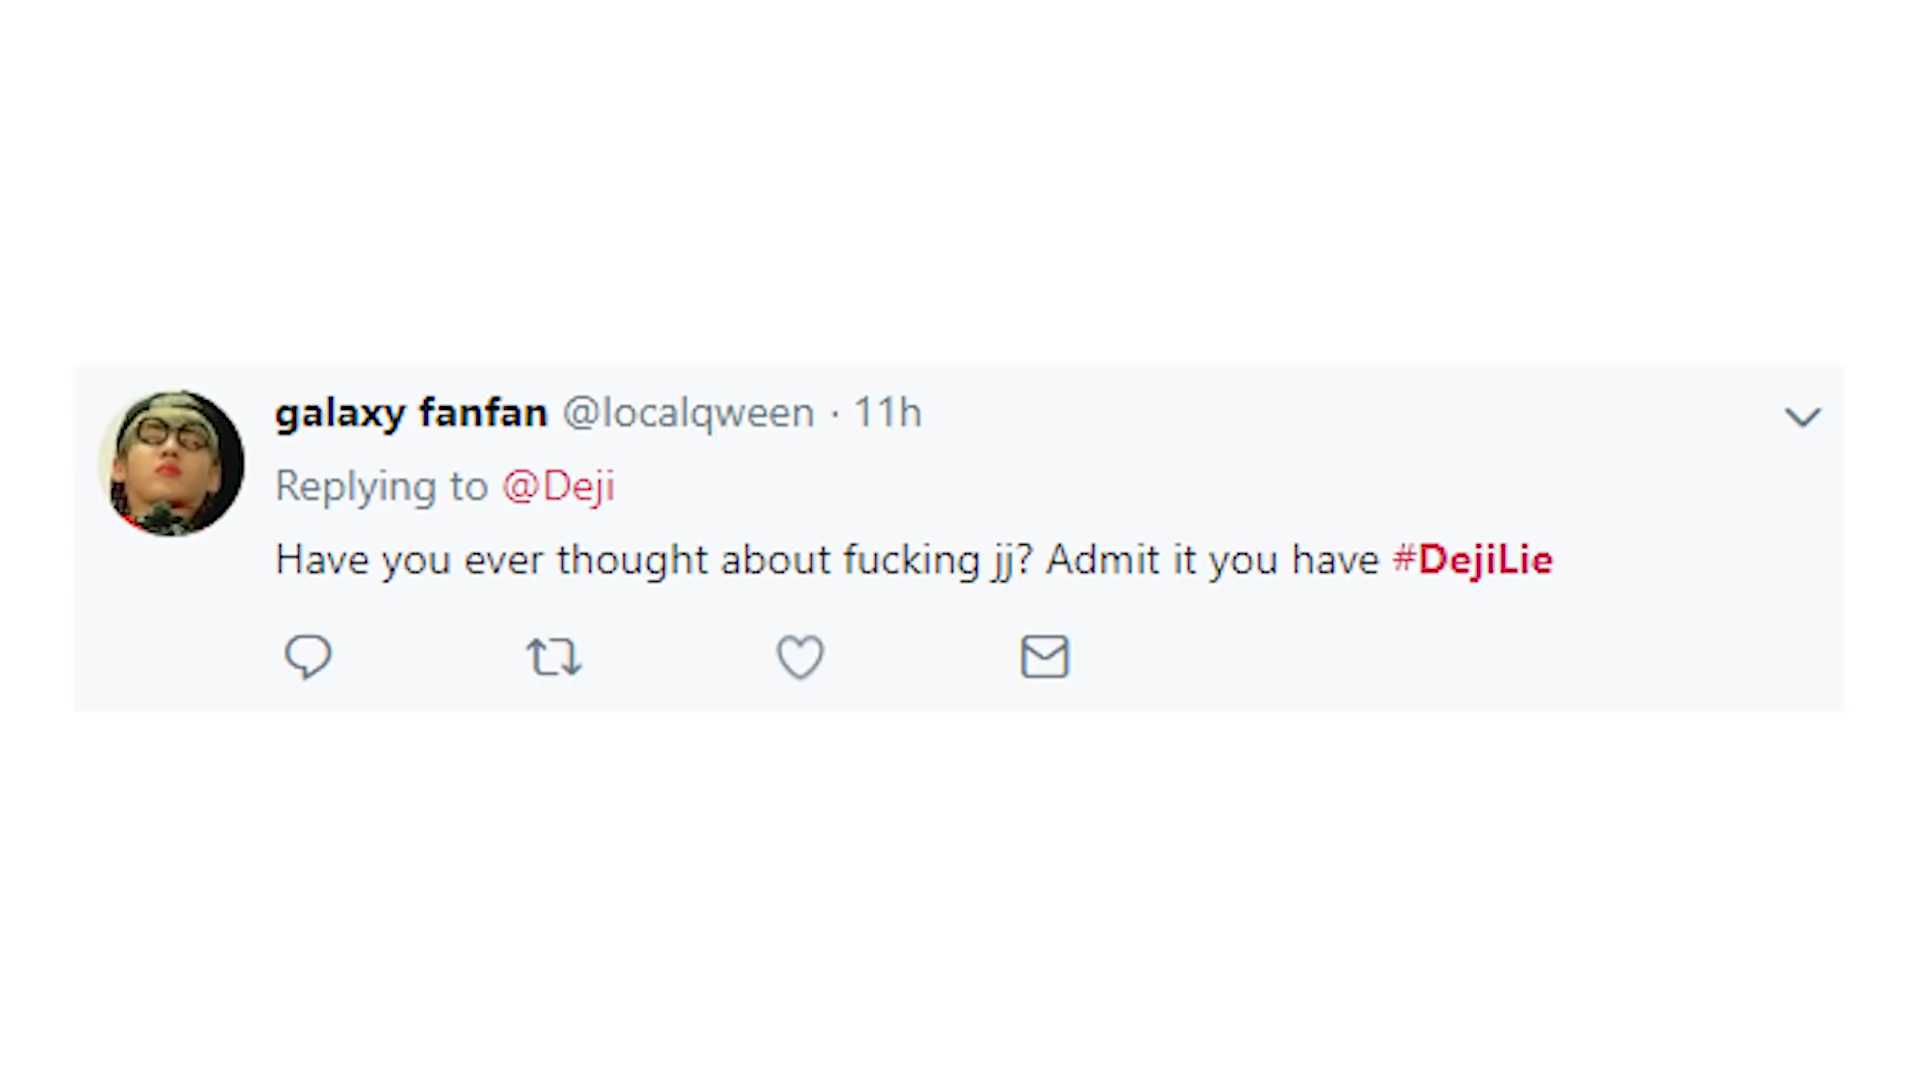 galaxy fanfan @localqween · 11h
Replying to @Deji
Have you ever thought about fucking jj? Admit it you have #DejiLie